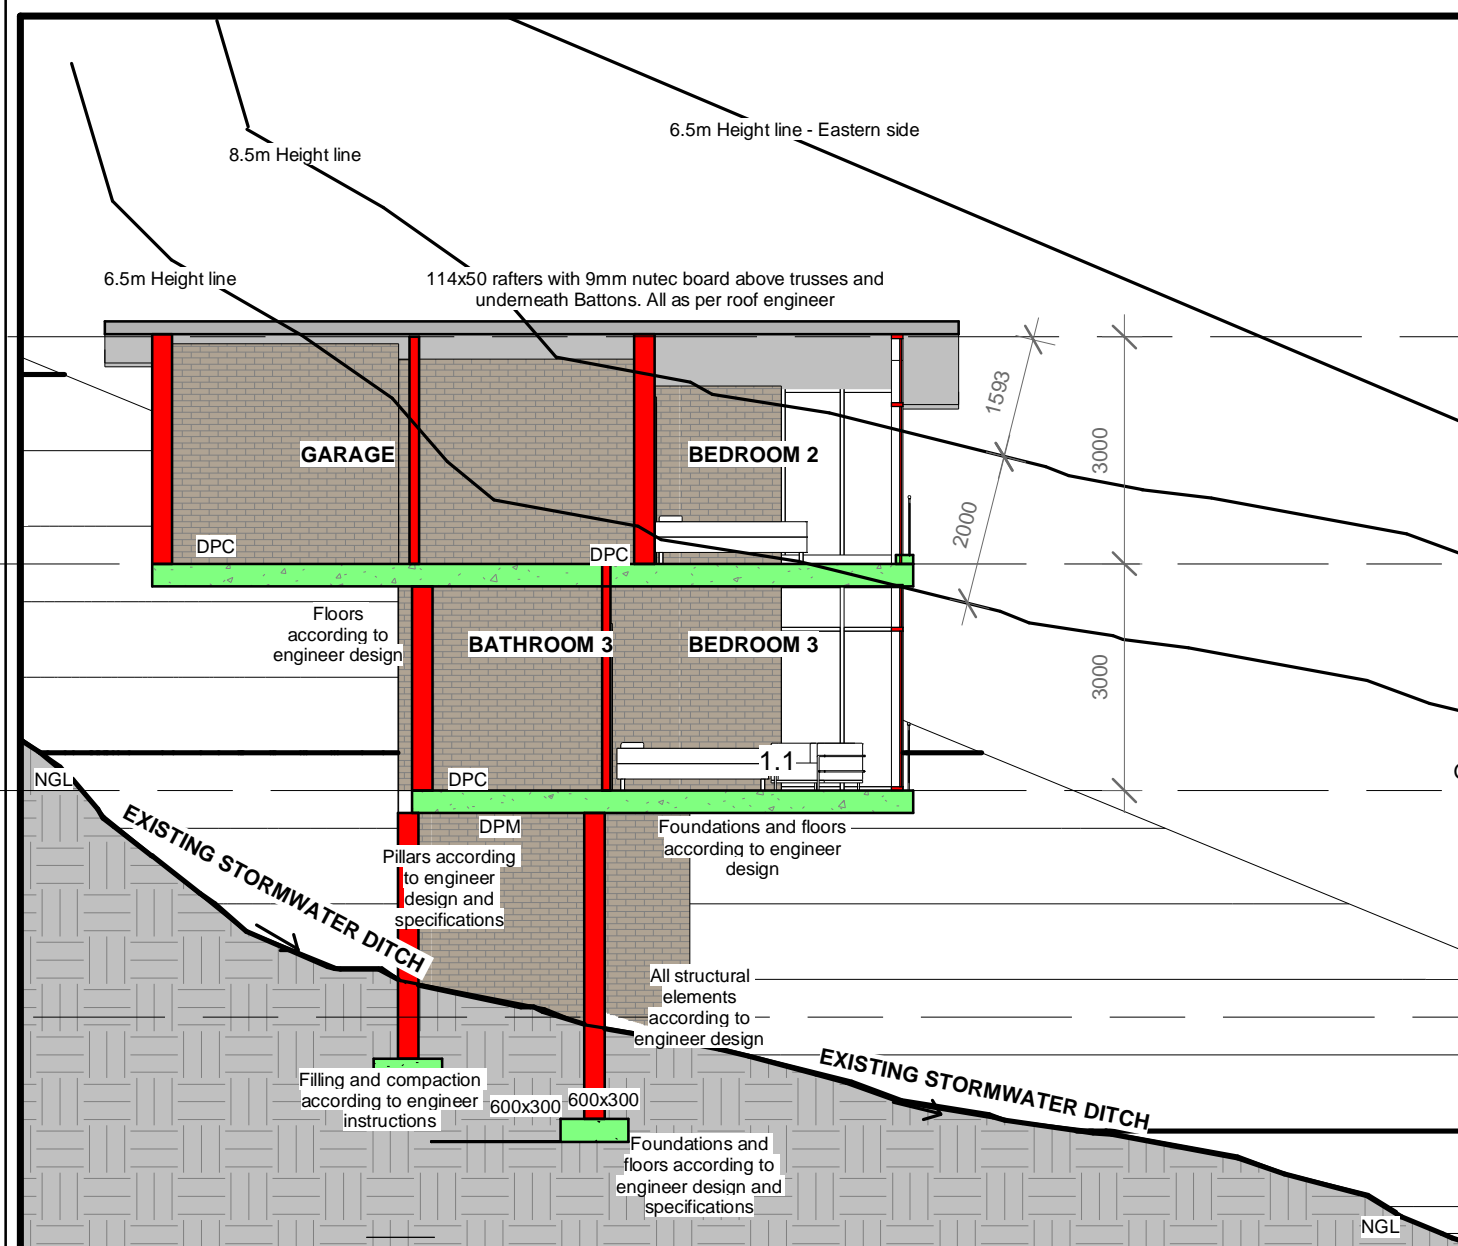 6.5m Height line - Eastern side
8.5m Height line
6.5m Height line
114x50 rafters with 9mm nutec board above trusses and
underneath Battons. All as per roof engineer
1593
3000
2000
GARAGE
BEDROOM 2
DPC
DPC
Floors
according to
engineer design
BATHROOM 3
BEDROOM 3
3000
1.1
NGL
DPC
EXISTING STORMWATER DITCH
DPM
Foundations and floors
according to engineer
design
Pillars according
to engineer
design and
specifications
All structural
elements
according to
engineer design
EXISTING STORMWATER DITCH
Filling and compaction
according to engineer
instructions
600x300
600x300
Foundations and
floors according to
engineer design and
specifications
NGL